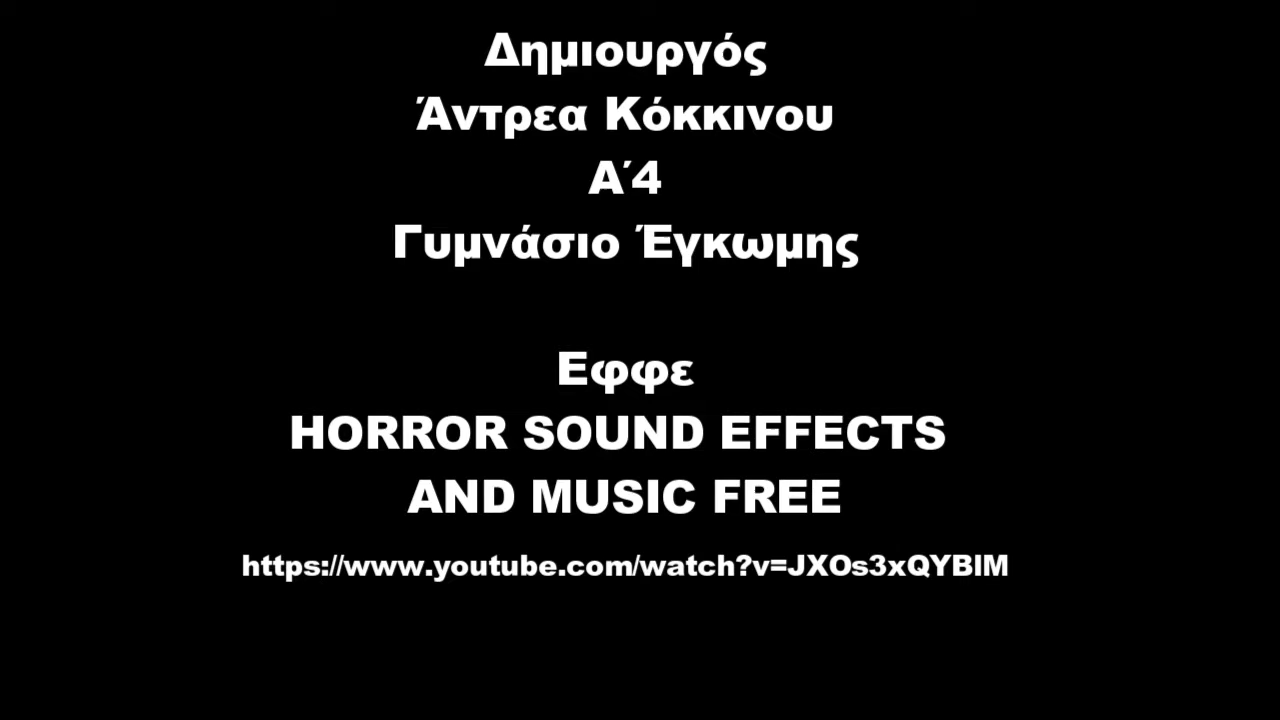 Δημιουργός
Άντρεα Κόκκινου
Α΄4
Γυμνάσιο Έγκωμης
Εφφε
HORROR SOUND EFFECTS
AND MUSIC FREE
https://www.youtube.com/watch?v=JXOs3xQYBIM